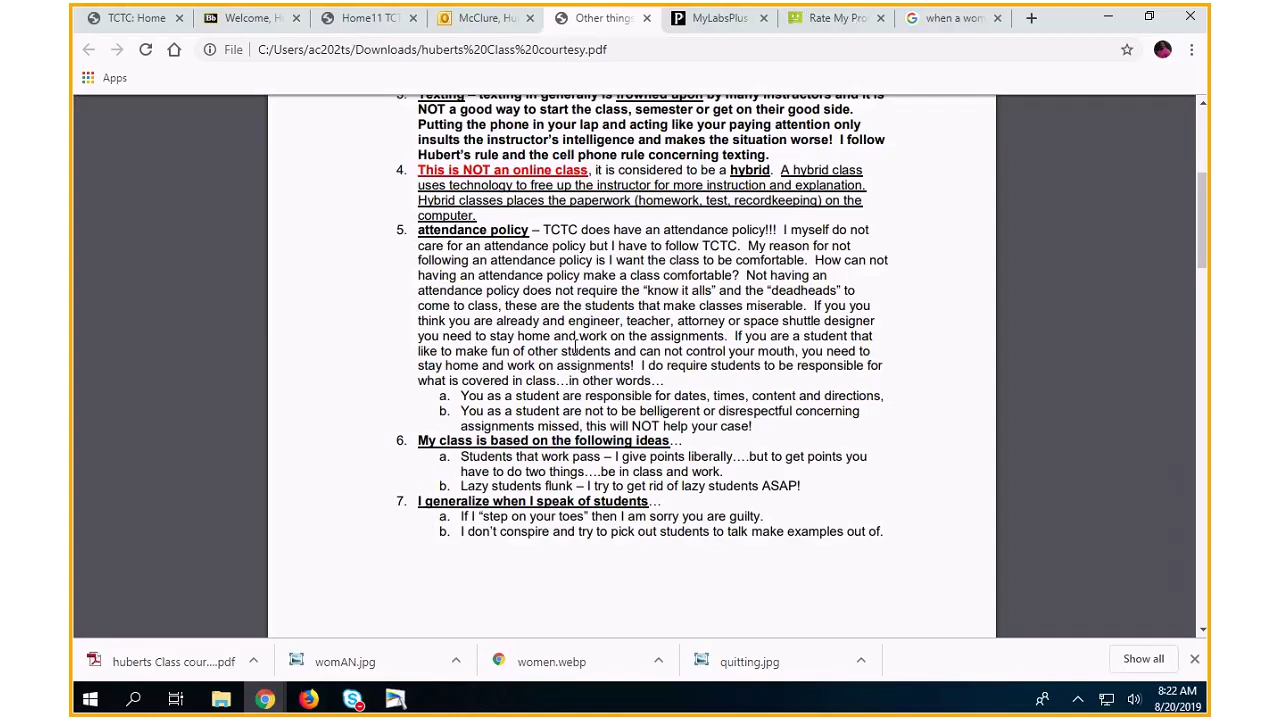 TCTC: Home
Welcome, H
Home11 TCT
McClure, Hu
Other things
MyLabsPlus
Rate My Pro
when a wom
File C:/Users/ac202ts/Downloads/huberts%20Class%20courtesy.pdf
Apps
3. Texting – texting in generally is frowned upon by many instructors and it is
NOT a good way to start the class, semester or get on their good side.
Putting the phone in your lap and acting like your paying attention only
insults the instructor's intelligence and makes the situation worse! I follow
Hubert's rule and the cell phone rule concerning texting.
4. This is NOT an online class, it is considered to be a hybrid. A hybrid class
uses technology to free up the instructor for more instruction and explanation.
Hybrid classes places the paperwork (homework, test, recordkeeping) on the
computer.
5. attendance policy – TCTC does have an attendance policy!!! I myself do not
care for an attendance policy but I have to follow TCTC. My reason for not
following an attendance policy is I want the class to be comfortable. How can not
having an attendance policy make a class comfortable? Not having an
attendance policy does not require the “know it alls” and the “deadheads” to
come to class, these are the students that make classes miserable. If you you
think you are already and engineer, teacher, attorney or space shuttle designer
you need to stay home and work on the assignments. If you are a student that
like to make fun of other students and can not control your mouth, you need to
stay home and work on assignments! I do require students to be responsible for
what is covered in class…in other words…
a. You as a student are responsible for dates, times, content and directions,
b. You as a student are not to be belligerent or disrespectful concerning
assignments missed, this will NOT help your case!
6. My class is based on the following ideas…
a. Students that work pass – I give points liberally….but to get points you
have to do two things….be in class and work.
b. Lazy students flunk – I try to get rid of lazy students ASAP!
7. I generalize when I speak of students…
a. If I “step on your toes” then I am sorry you are guilty.
b. I don't conspire and try to pick out students to talk make examples out of.
huberts Class cour....pdf
womAN.jpg
women.webp
quitting.jpg
Show all
8:22 AM
8/20/2019